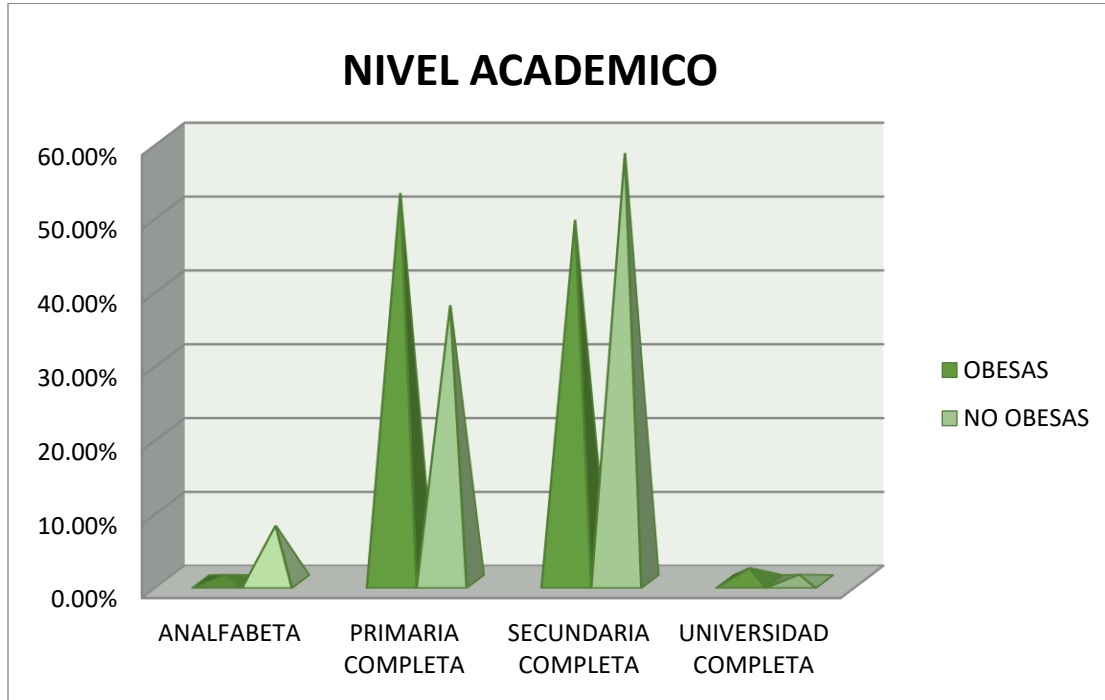 NIVEL ACADEMICO
60.00%
50.00%
40.00%
30.00%
20.00%
10.00%
0.00%
ANALFABETA
PRIMARIA
COMPLETA
SECUNDARIA
COMPLETA
UNIVERSIDAD
COMPLETA
OBESAS
NO OBESAS